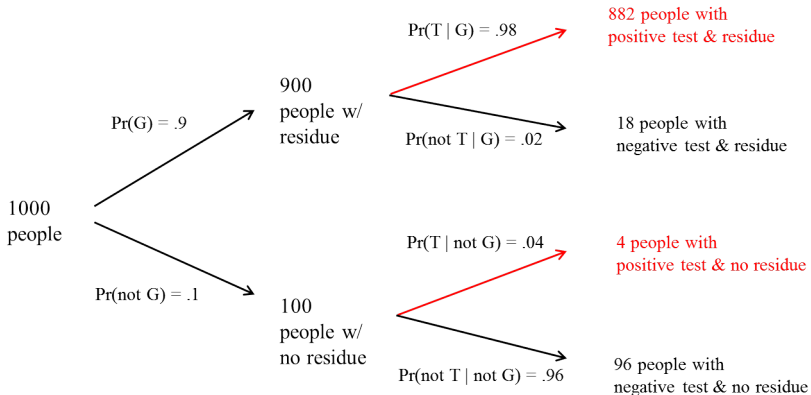 1000
people
Pr(G) = .9
Pr(not G) = .1
900
people w/
residue
100
people w/
no residue
Pr(T | G) = .98
Pr(not T | G) = .02
Pr(T | not G) = .04
Pr(not T | not G) = .96
882 people with
positive test & residue
18 people with
negative test & residue
4 people with
positive test & no residue
96 people with
negative test & no residue